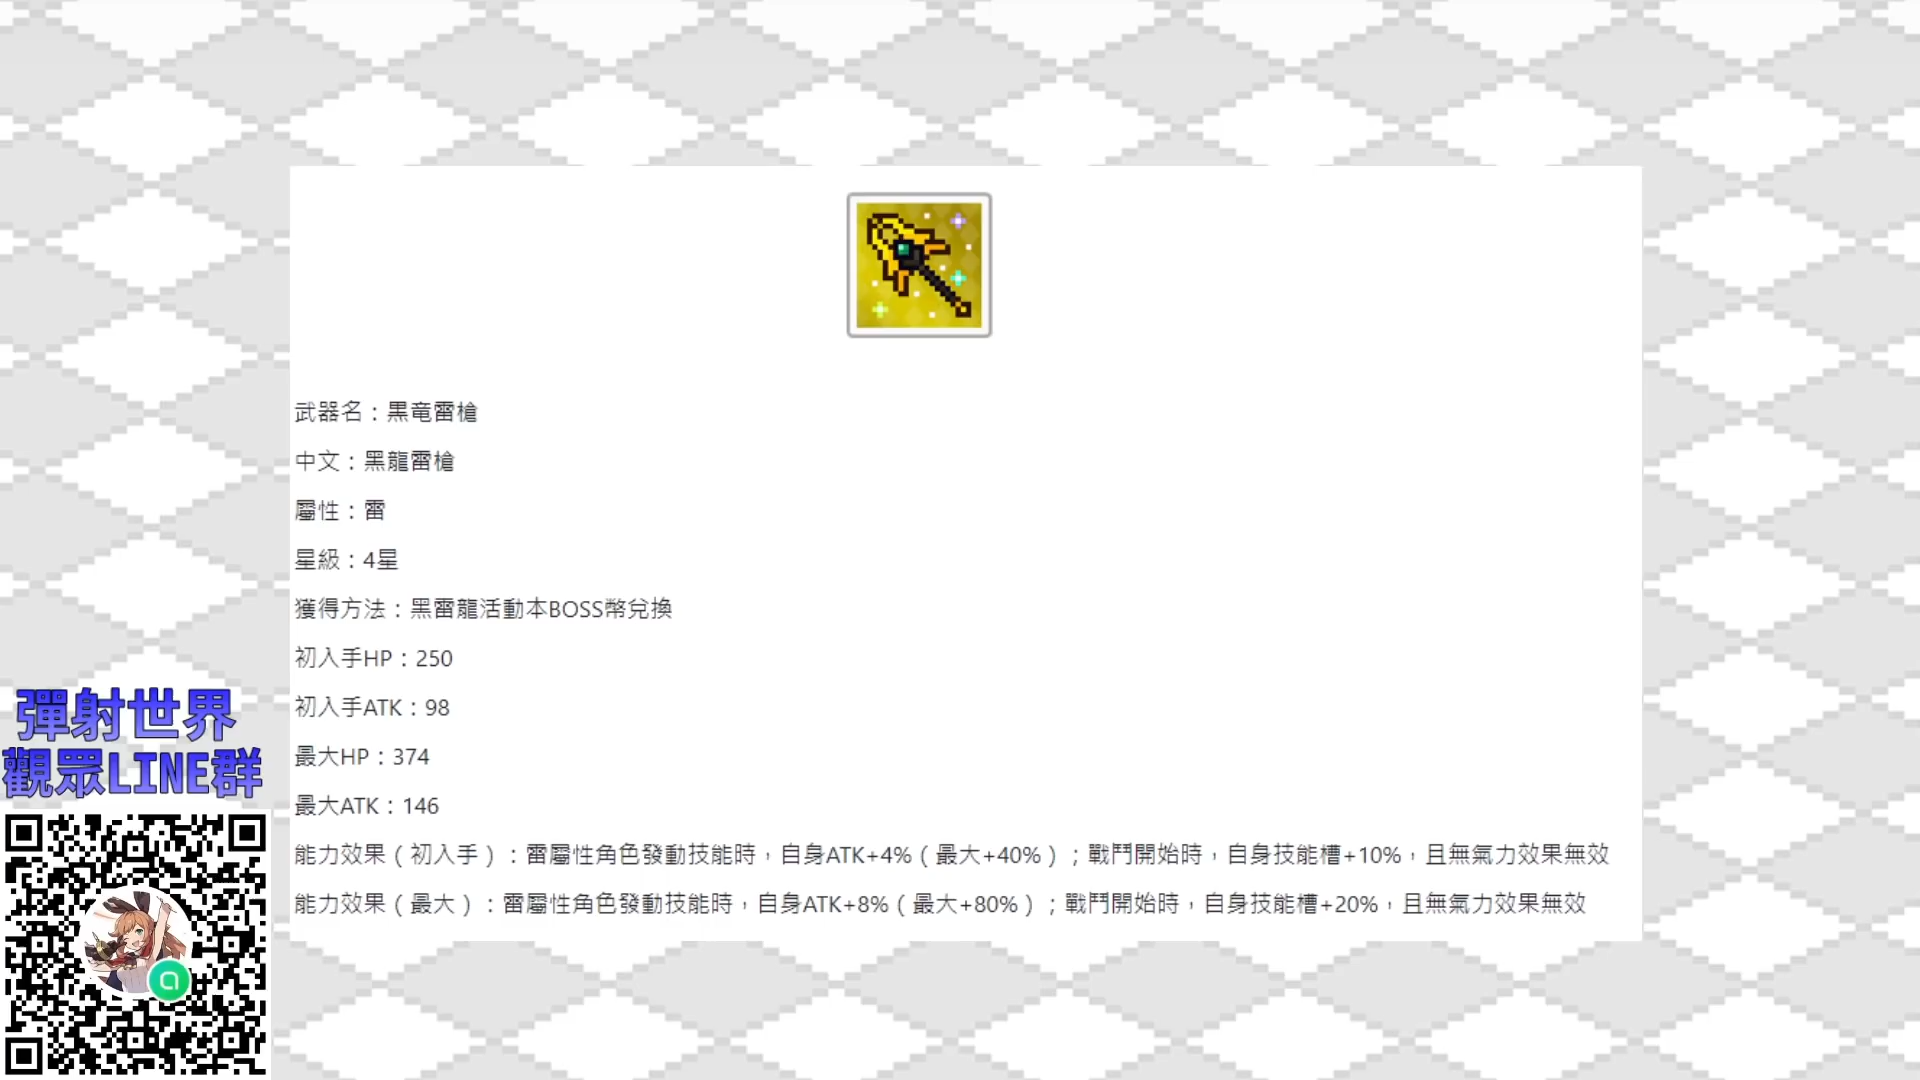 武器名：黒竜雷槍
中文：黑龍雷槍
屬性：雷
星級：4星
獲得方法：黑雷龍活動本BOSS幣兌換
初入手HP：250
初入手ATK：98
最大HP：374
最大ATK：146
能力效果（初入手）：雷屬性角色發動技能時，自身ATK+4%（最大+40%）；戰鬥開始時，自身技能槽+10%，且無氣力效果無效
能力效果（最大）：雷屬性角色發動技能時，自身ATK+8%（最大+80%）；戰鬥開始時，自身技能槽+20%，且無氣力效果無效
彈射世界
觀眾LINE群